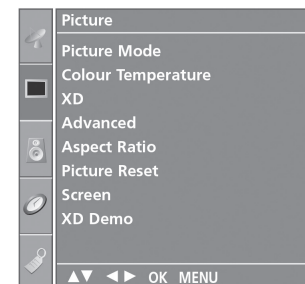 Picture
Picture Mode
Colour Temperature
XD
Advanced
Aspect Ratio
Picture Reset
Screen
XD Demo
▲▼ ◄► OK MENU